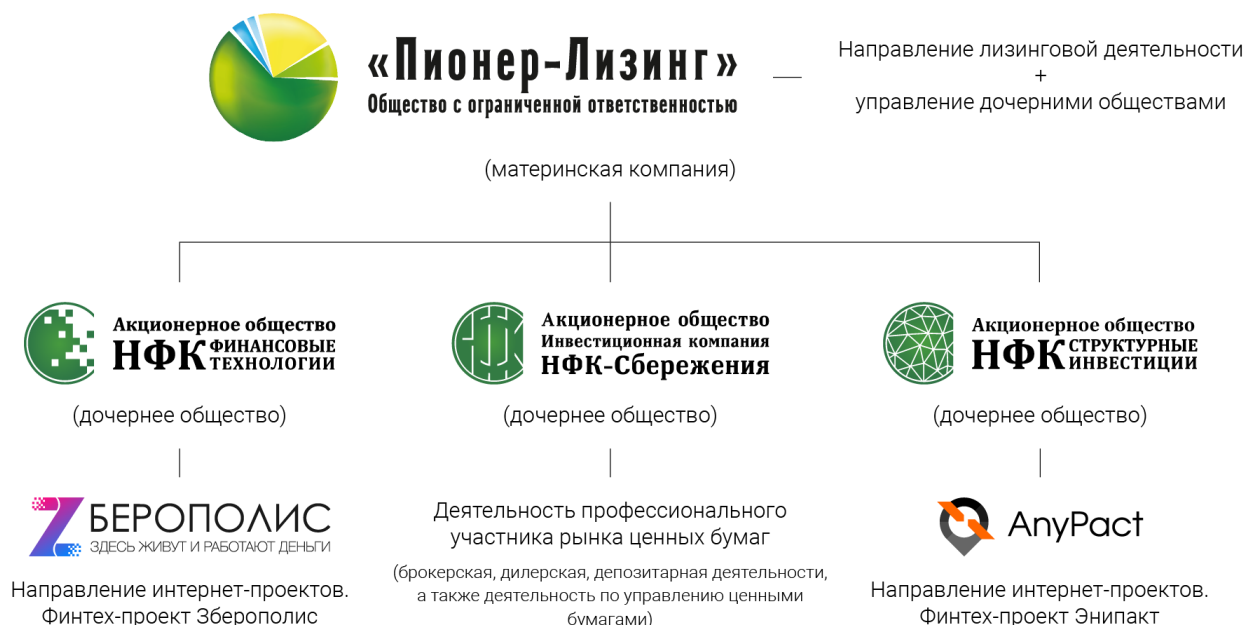 «Пионер-Лизинг»
Общество с ограниченной ответственностью
Направление лизинговой деятельности
+
управление дочерними обществами
(материнская компания)
Акционерное общество
НФК ФИНАНСОВЫЕ
ТЕХНОЛОГИИ
(дочернее общество)
ZБЕРОПОЛИС
ЗДЕСЬ ЖИВУТ И РАБОТАЮТ ДЕНЬГИ
Направление интернет-проектов.
Финтех-проект Зберополис
Акционерное общество
Инвестиционная компания
НФК-Сбережения
(дочернее общество)
Деятельность профессионального
участника рынка ценных бумаг
(брокерская, дилерская, депозитарная деятельности,
а также деятельность по управлению ценными
бумагами)
Акционерное общество
НФК СТРУКТУРНЫЕ
ИНВЕСТИЦИИ
(дочернее общество)
AnyPact
Направление интернет-проектов.
Финтех-проект Энипакт